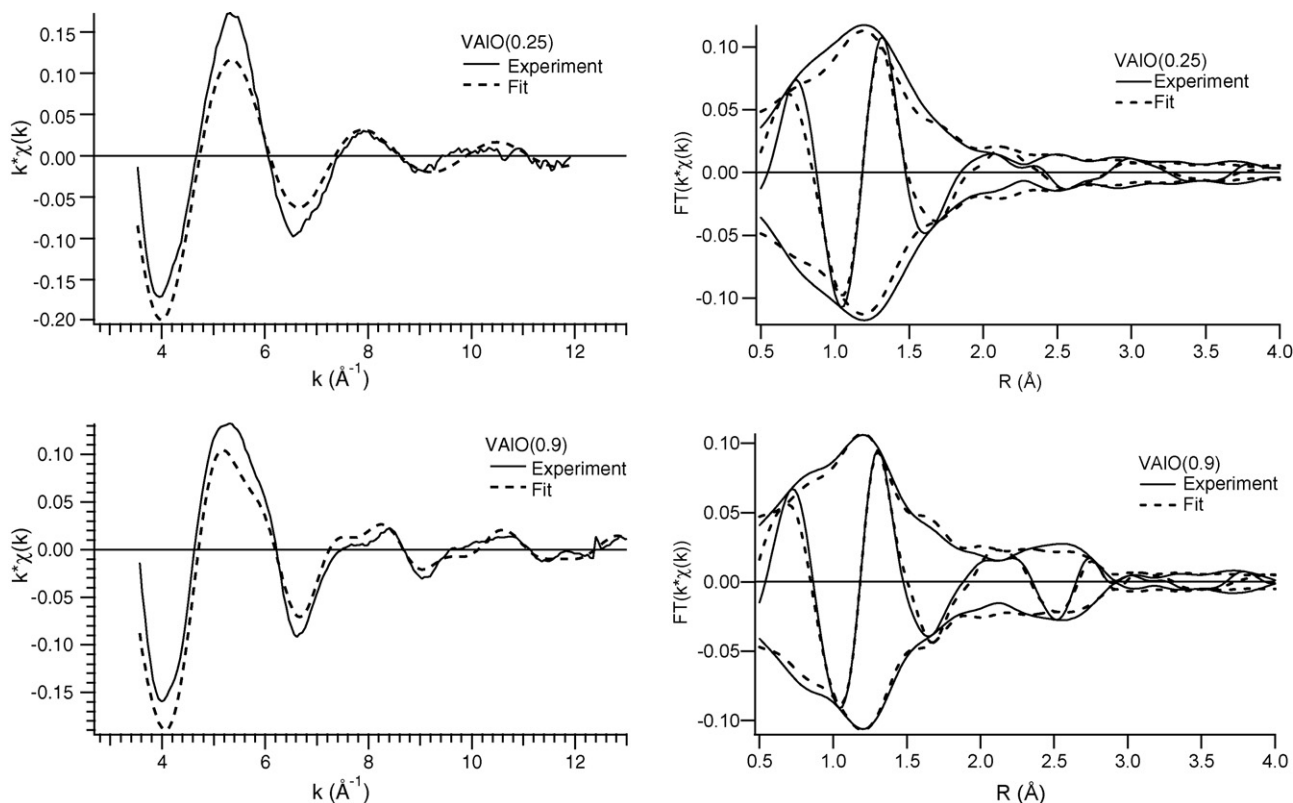 VAlO(0.25)
Experiment
Fit
k*χ(k)
0.15
0.10
0.05
0.00
-0.05
-0.10
-0.15
-0.20
4 6 8 10 12
k (Å-1)
VAlO(0.25)
Experiment
Fit
FT(k*χ(k))
0.10
0.05
0.00
-0.05
-0.10
0.5 1.0 1.5 2.0 2.5 3.0 3.5 4.0
R (Å)
VAlO(0.9)
Experiment
Fit
k*χ(k)
0.10
0.05
0.00
-0.05
-0.10
-0.15
4 6 8 10 12
k (Å-1)
VAlO(0.9)
Experiment
Fit
FT(k*χ(k))
0.10
0.05
0.00
-0.05
-0.10
0.5 1.0 1.5 2.0 2.5 3.0 3.5 4.0
R (Å)